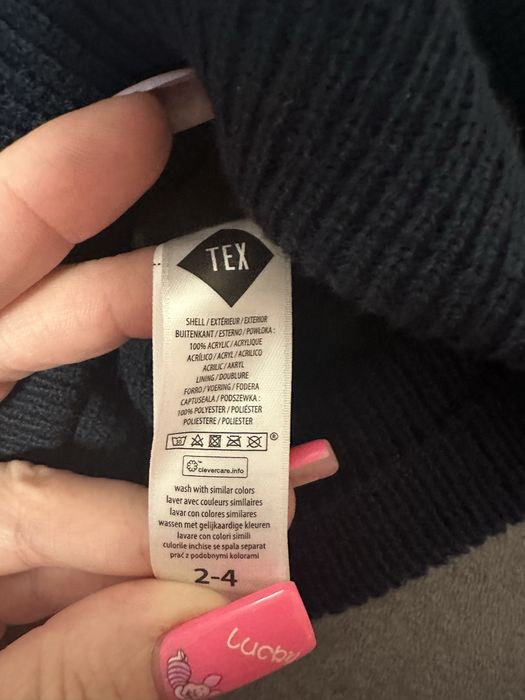 TEX
SHELL / EXTÉRIEUR / EXTERIOR
BUITENKANT / ESTERNO / POWŁOKA :
100% ACRYLIC / ACRYLIQUE
ACRÍLICO / ACRYL / ACRILICO
ACRILIC / AKRYL
LINING / DOUBLURE
FORRO / VOERING / FODERA
CAPTUSEALA / PODSZEWKA :
100% POLYESTER / POLIÉSTER
POLIESTERE / POLIESTER
®
clevercare.info
wash with similar colors
laver avec couleurs similaires
lavar con colores similares
wassen met gelijkaardige kleuren
lavare con colori simili
culorile inchise se spala separat
prać z podobnymi kolorami
2-4